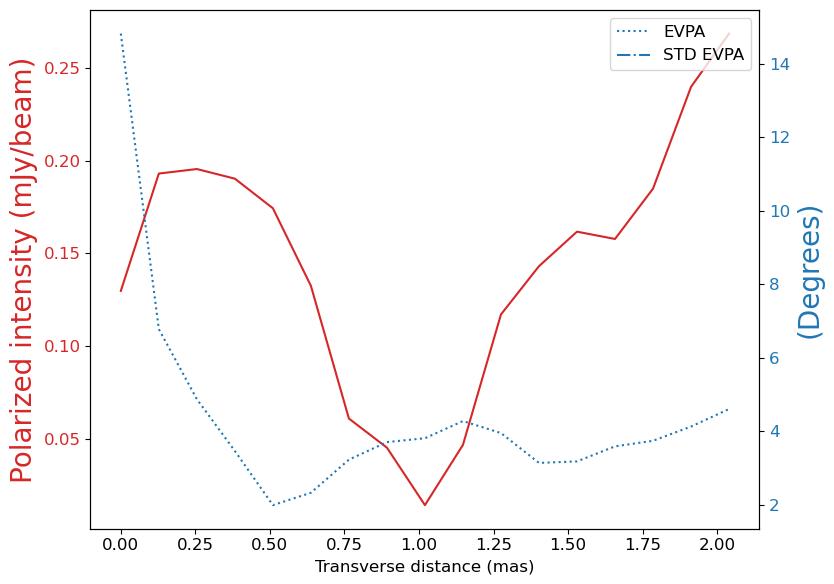 EVPA
STD EVPA
Polarized intensity (mJy/beam)
0.25
0.20
0.15
0.10
0.05
14
12
10
8
6
4
2
(Degrees)
0.00 0.25 0.50 0.75 1.00 1.25 1.50 1.75 2.00
Transverse distance (mas)